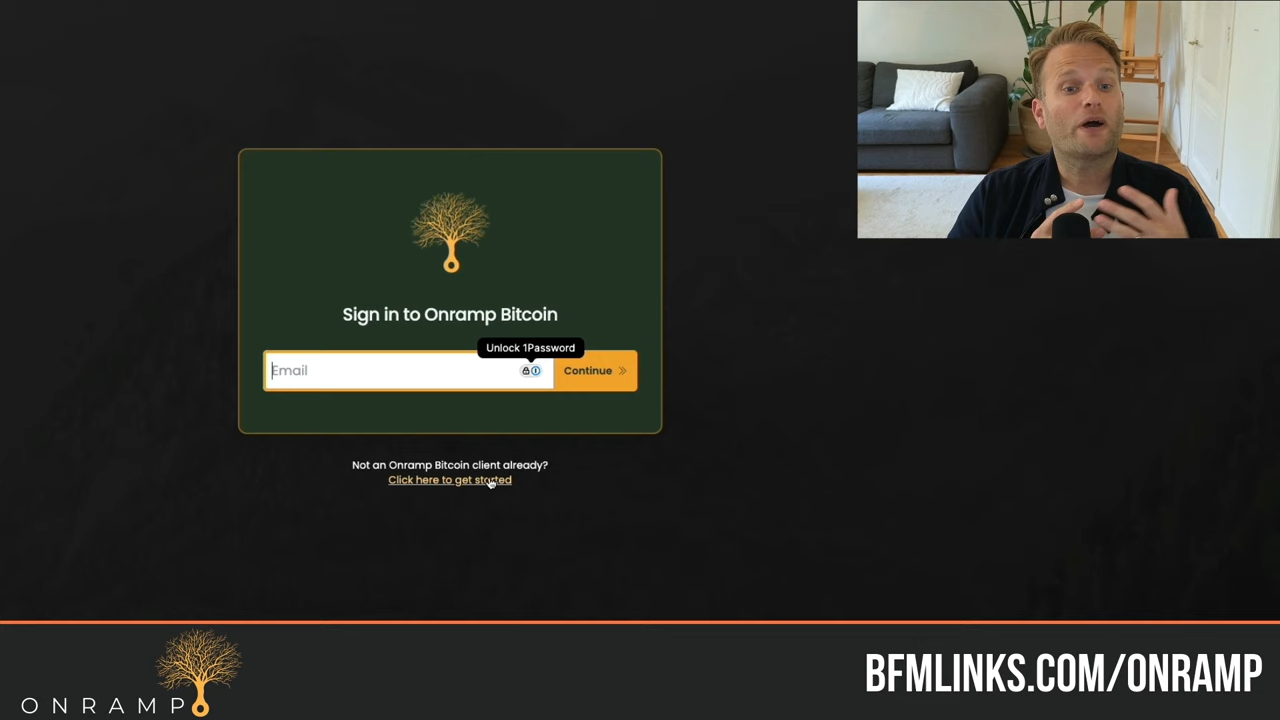 Sign in to Onramp Bitcoin
Unlock 1Password
Email
Continue
Not an Onramp Bitcoin client already?
Click here to get started
ONRAMP
BFMLINKS.COM/ONRAMP